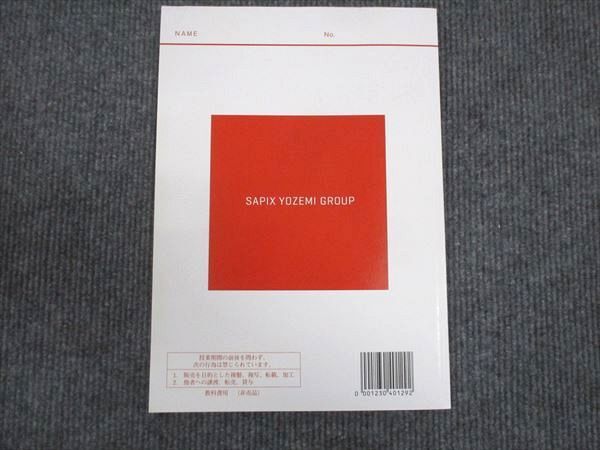 NAME No.
SAPIX YOZEMI GROUP
授業期間の前後を問わず、
次の行為は禁じられています。
1. 販売を目的とした複製、複写、転載、加工
2. 他者への譲渡、転売、貸与
教科書用 (非売品)
0 001230 401292